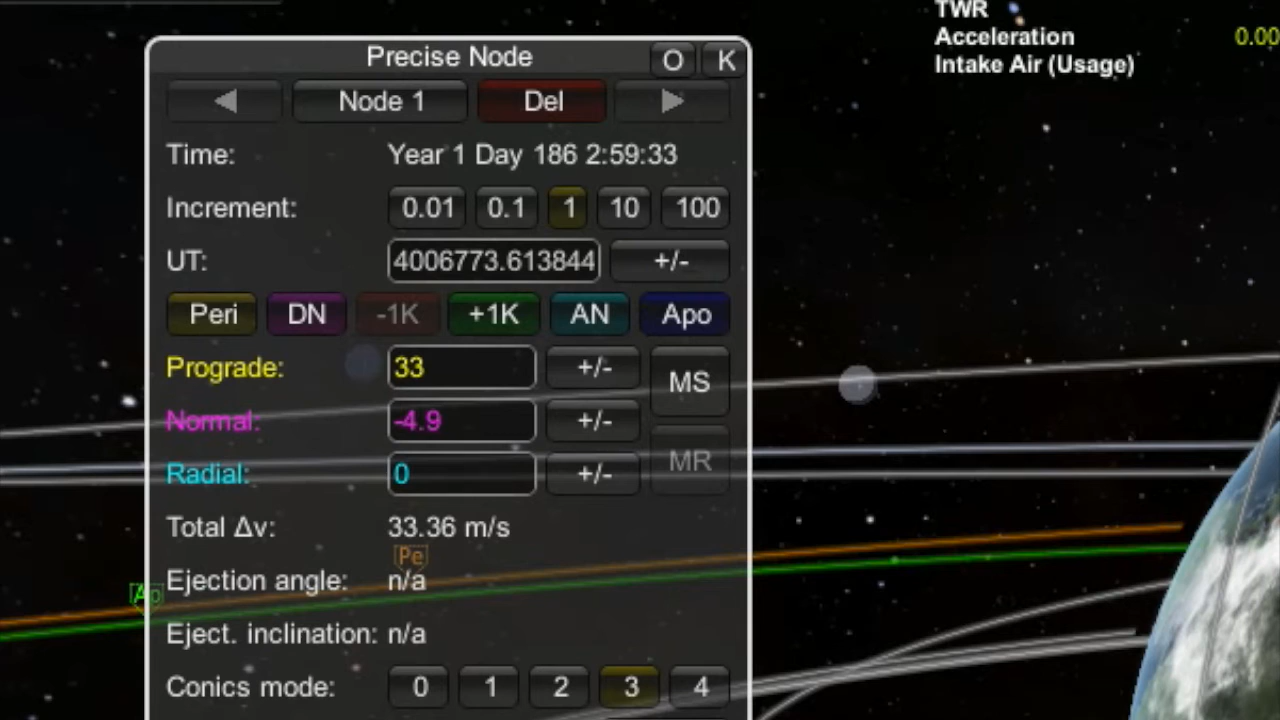 TWR
Acceleration 0.00
Intake Air (Usage)
Precise Node O K
Node 1 Del
Time: Year 1 Day 186 2:59:33
Increment: 0.01 0.1 1 10 100
UT: 4006773.613844 +/-
Peri DN -1K +1K AN Apo
Prograde: 33 +/- MS
Normal: -4.9 +/-
Radial: 0 +/- MR
Total Δv: 33.36 m/s
Pe
Ejection angle: n/a
Ap
Eject. inclination: n/a
Conics mode: 0 1 2 3 4